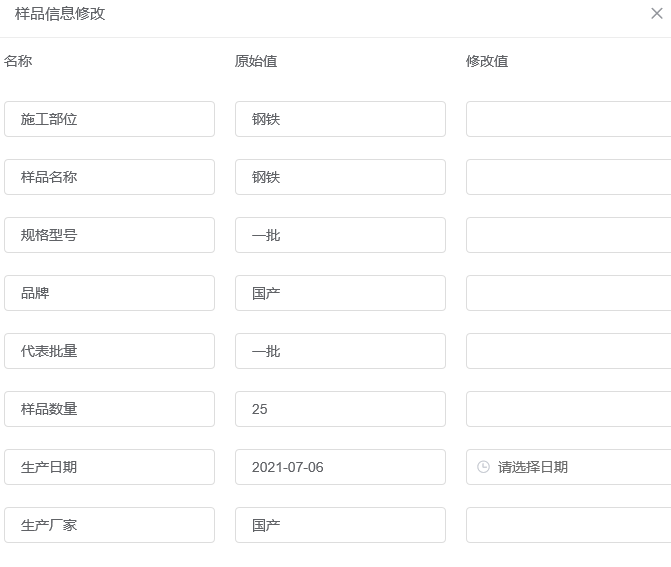 样品信息修改
名称 原始值 修改值
施工部位 钢铁
样品名称 钢铁
规格型号 一批
品牌 国产
代表批量 一批
样品数量 25
生产日期 2021-07-06 请选择日期
生产厂家 国产